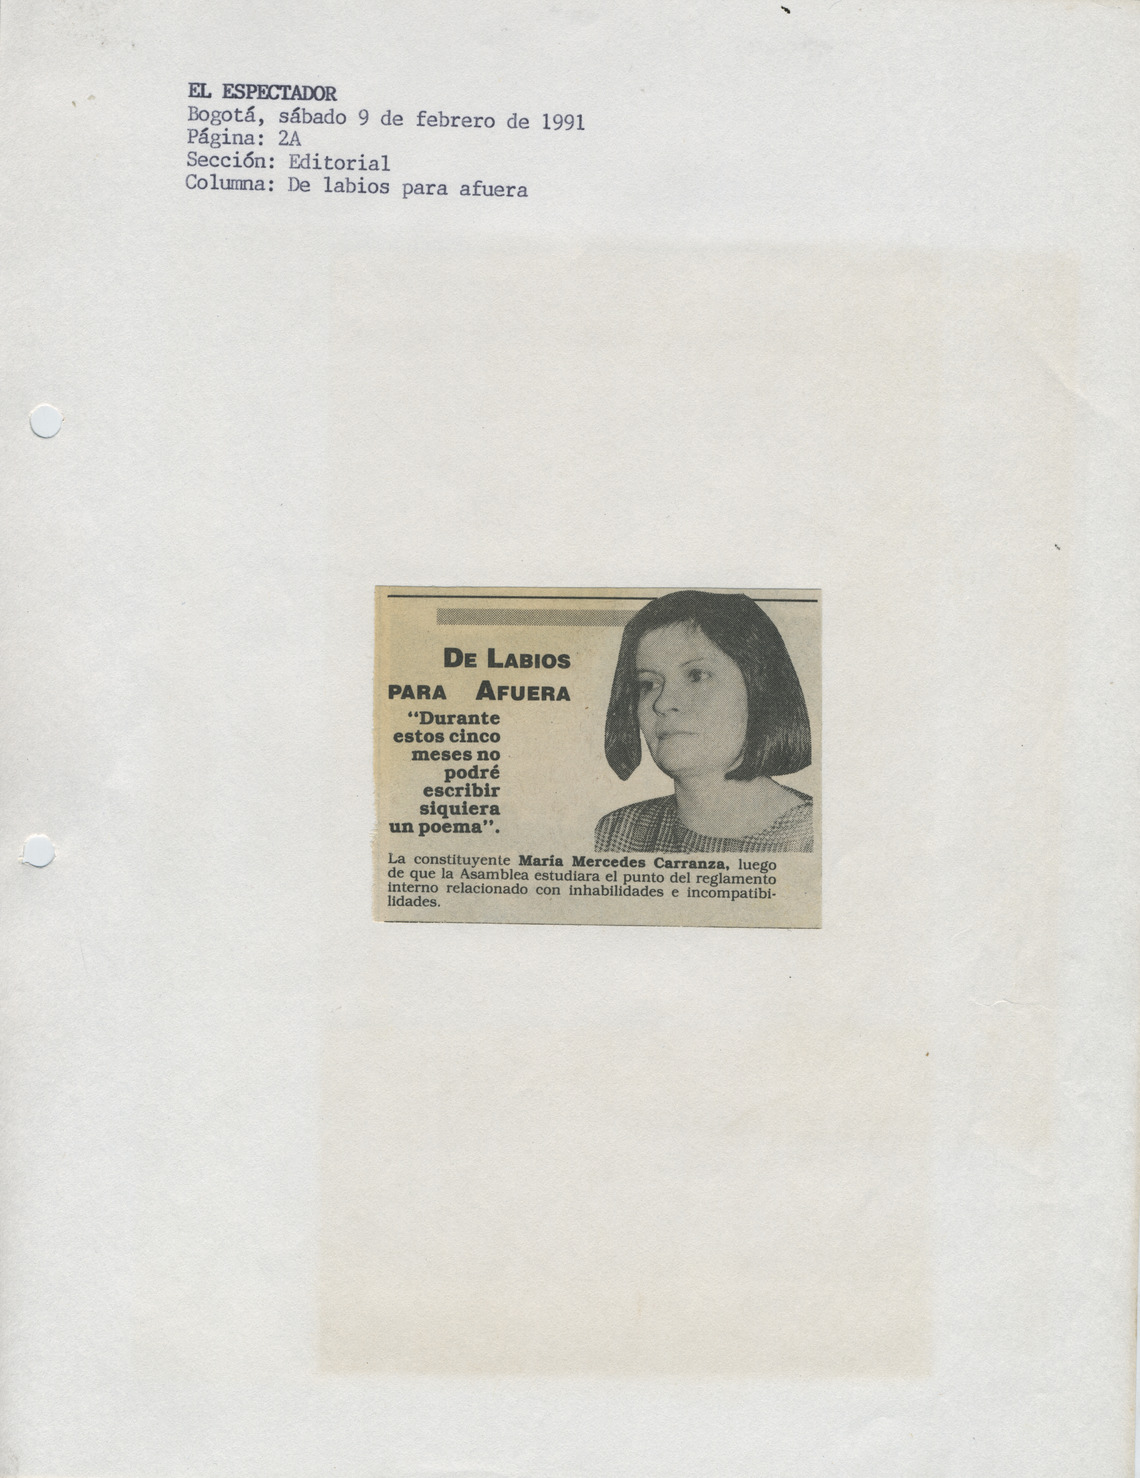 EL ESPECTADOR
Bogotá, sábado 9 de febrero de 1991
Página: 2A
Sección: Editorial
Columna: De labios para afuera
DE LABIOS
PARA AFUERA
“Durante
estos cinco
meses no
podré
escribir
siquiera
un poema”.
La constituyente María Mercedes Carranza, luego
de que la Asamblea estudiara el punto del reglamento
interno relacionado con inhabilidades e incompatibi-
lidades.